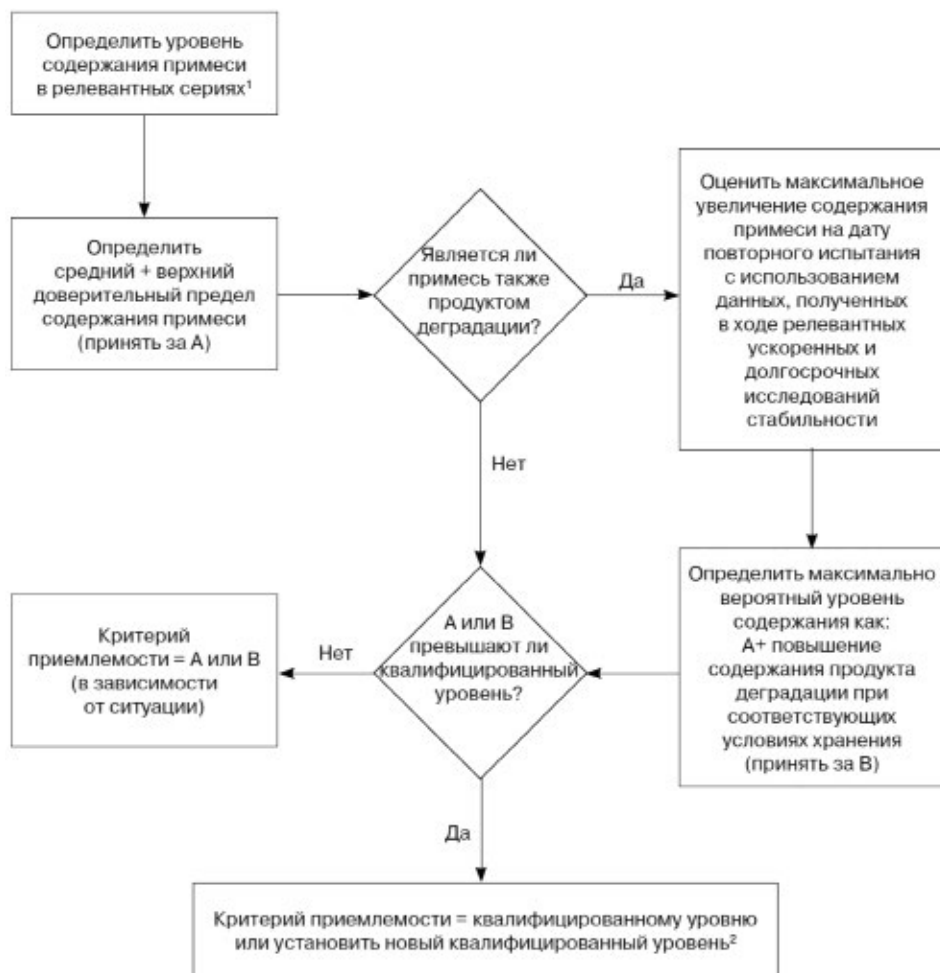 Определить уровень
содержания примеси
в релевантных сериях¹
Определить
средний + верхний
доверительный предел
содержания примеси
(принять за А)
Является ли
примесь также
продуктом
деградации?
Да
Оценить максимальное
увеличение содержания
примеси на дату
повторного испытания
с использованием
данных, полученных
в ходе релевантных
ускоренных и
долгосрочных
исследований
стабильности
Нет
Определить максимально
вероятный уровень
содержания как:
А+ повышение
содержания продукта
деградации при
соответствующих
условиях хранения
(принять за В)
А или В
превышают ли
квалифицированный
уровень?
Нет
Критерий
приемлемости = А или В
(в зависимости
от ситуации)
Да
Критерий приемлемости = квалифицированному уровню
или установить новый квалифицированный уровень²